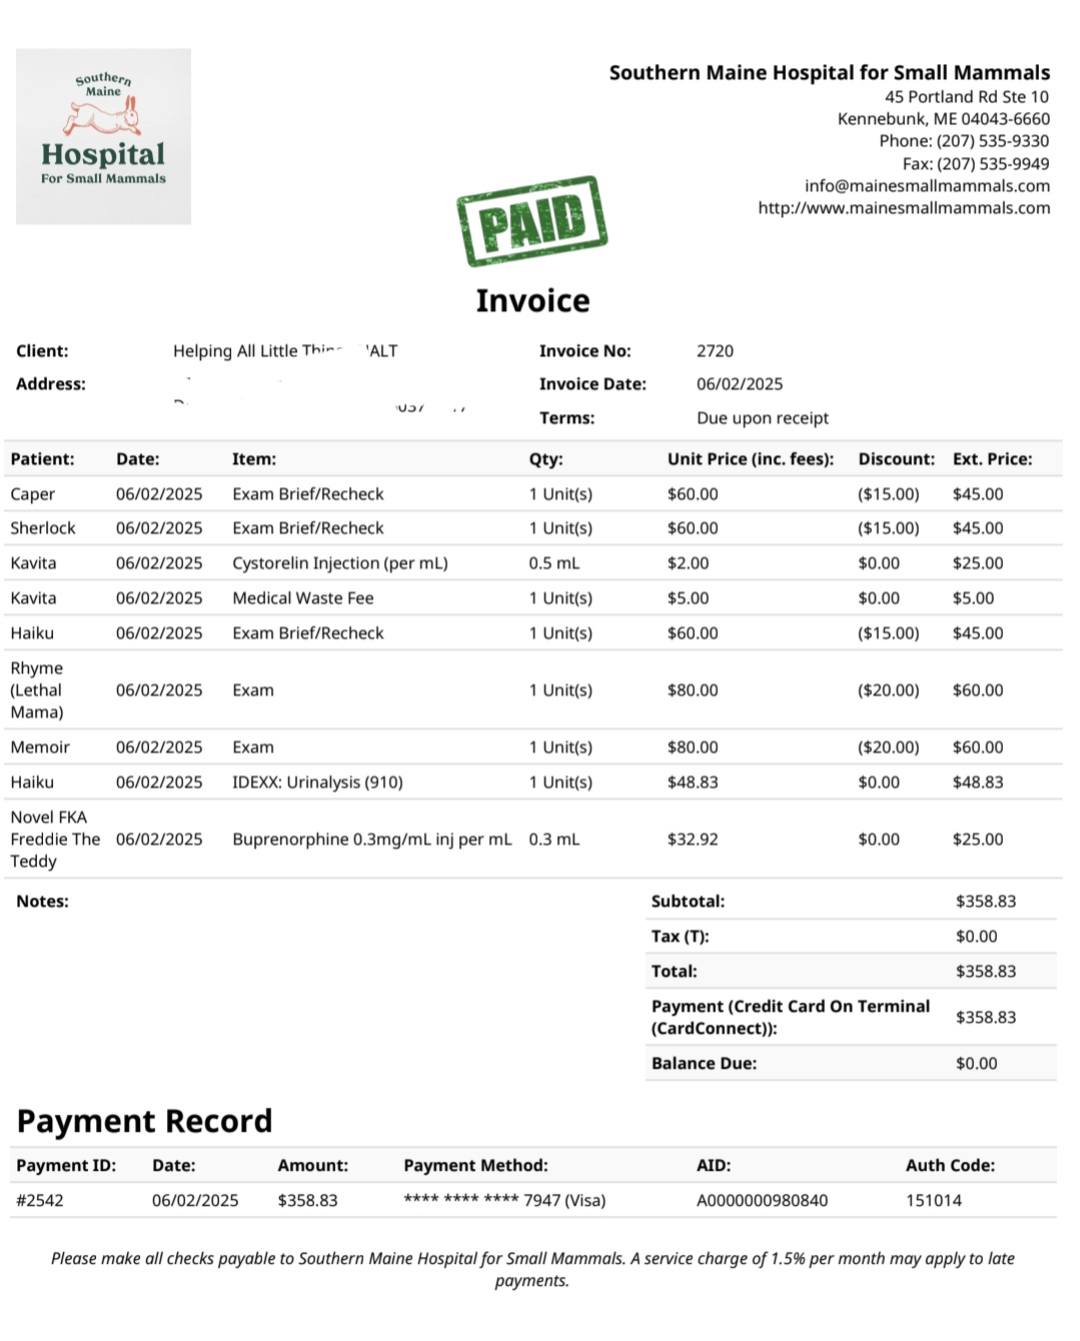 Southern
Maine
Hospital
For Small Mammals
Southern Maine Hospital for Small Mammals
45 Portland Rd Ste 10
Kennebunk, ME 04043-6660
Phone: (207) 535-9330
Fax: (207) 535-9949
info@mainesmallmammals.com
http://www.mainesmallmammals.com
PAID
Invoice
Client: Helping All Little 'ALT Invoice No: 2720
Address: Invoice Date: 06/02/2025
Terms: Due upon receipt
Patient: Date: Item: Qty: Unit Price (inc. fees): Discount: Ext. Price:
Caper 06/02/2025 Exam Brief/Recheck 1 Unit(s) $60.00 ($15.00) $45.00
Sherlock 06/02/2025 Exam Brief/Recheck 1 Unit(s) $60.00 ($15.00) $45.00
Kavita 06/02/2025 Cystorelin Injection (per mL) 0.5 mL $2.00 $0.00 $25.00
Kavita 06/02/2025 Medical Waste Fee 1 Unit(s) $5.00 $0.00 $5.00
Haiku 06/02/2025 Exam Brief/Recheck 1 Unit(s) $60.00 ($15.00) $45.00
Rhyme
(Lethal 06/02/2025 Exam 1 Unit(s) $80.00 ($20.00) $60.00
Mama)
Memoir 06/02/2025 Exam 1 Unit(s) $80.00 ($20.00) $60.00
Haiku 06/02/2025 IDEXX: Urinalysis (910) 1 Unit(s) $48.83 $0.00 $48.83
Novel FKA
Freddie The 06/02/2025 Buprenorphine 0.3mg/mL inj per mL 0.3 mL $32.92 $0.00 $25.00
Teddy
Notes: Subtotal: $358.83
Tax (T): $0.00
Total: $358.83
Payment (Credit Card On Terminal
(CardConnect)): $358.83
Balance Due: $0.00
Payment Record
Payment ID: Date: Amount: Payment Method: AID: Auth Code:
#2542 06/02/2025 $358.83 **** **** **** 7947 (Visa) A0000000980840 151014
Please make all checks payable to Southern Maine Hospital for Small Mammals. A service charge of 1.5% per month may apply to late
payments.